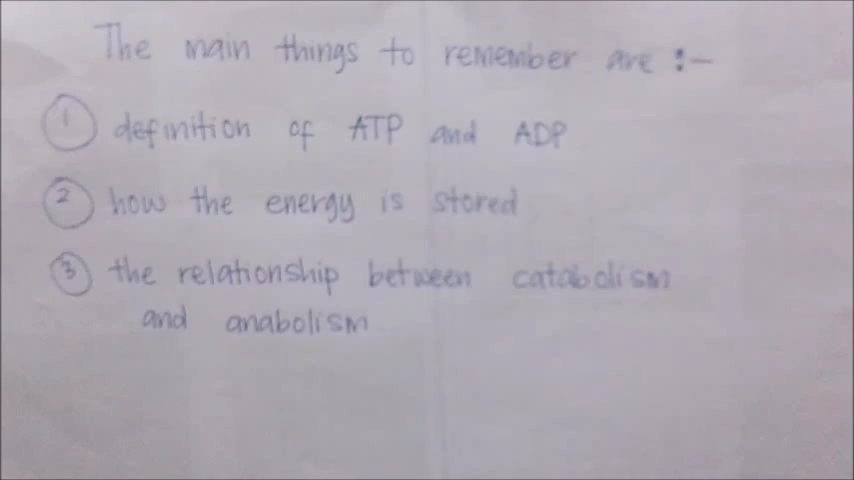 The main things to remember are :-
1 definition of ATP and ADP
2 how the energy is stored
3 the relationship between catabolism
and anabolism